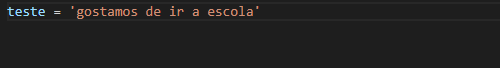 teste = 'gostamos de ir a escola'